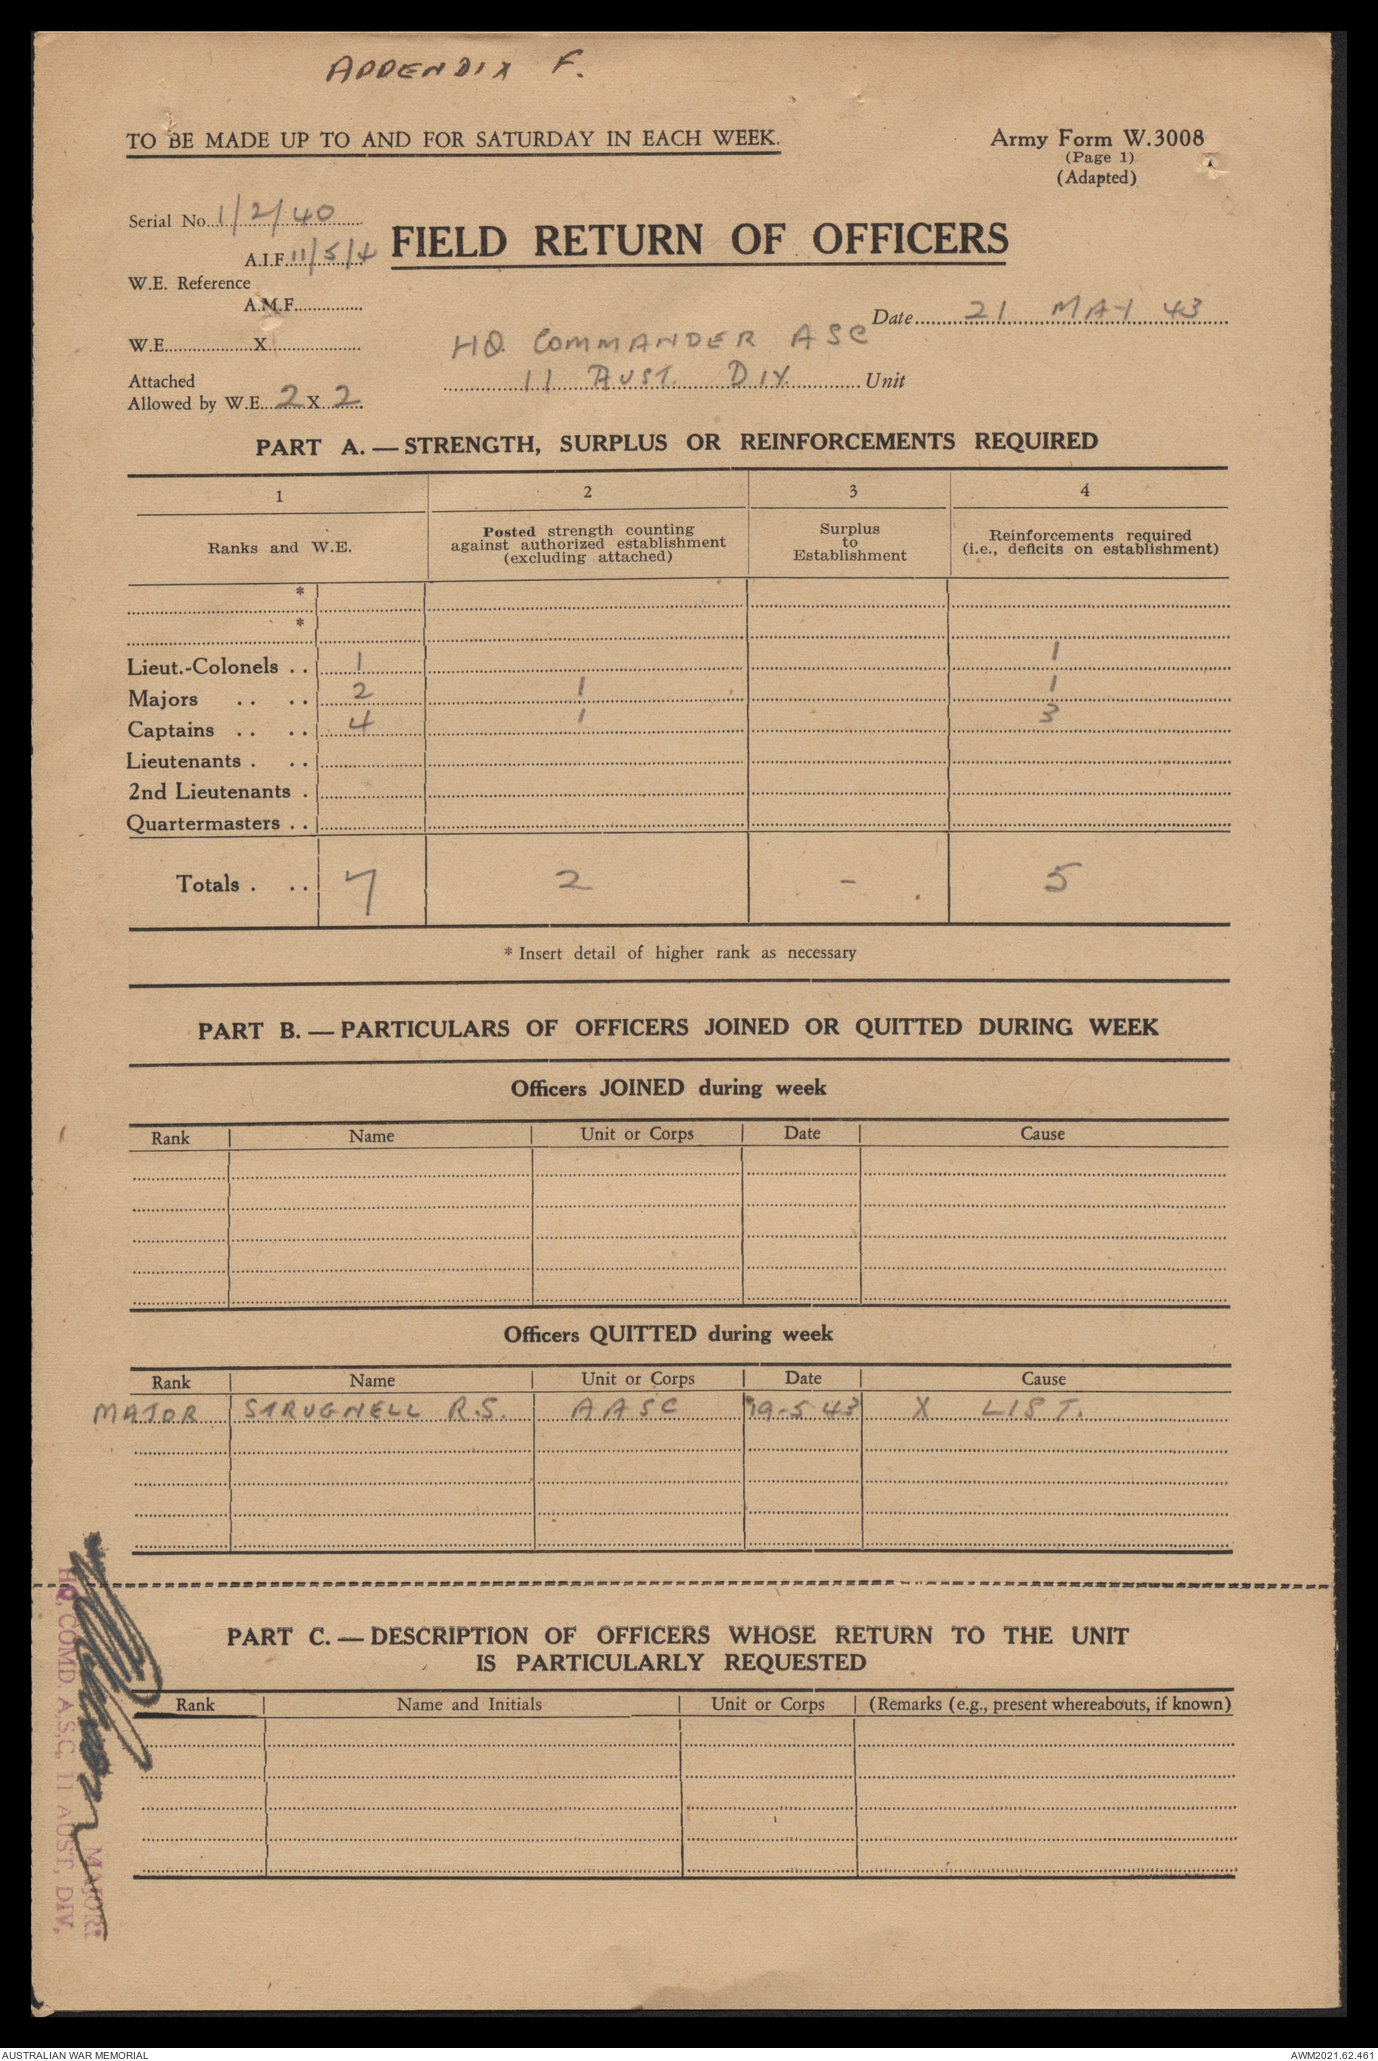 APPENDIX F.
TO BE MADE UP TO AND FOR SATURDAY IN EACH WEEK.
Army Form W.3008
(Page 1)
(Adapted)
Serial No. 1/2/40
FIELD RETURN OF OFFICERS
A.I.F. 11/5/4
W.E. Reference
A.M.F.
Date 21 MAY 43
W.E. X
HQ COMMANDER ASC
11 AUST. DIV. Unit
Attached
Allowed by W.E. 2 X 2
PART A. — STRENGTH, SURPLUS OR REINFORCEMENTS REQUIRED
1 2 3 4
Ranks and W.E.
Posted strength counting
against authorized establishment
(excluding attached)
Surplus
to
Establishment
Reinforcements required
(i.e., deficits on establishment)
*
*
Lieut.-Colonels . . 1 1
Majors . . . . 2 1 1
Captains . . . . 4 1 3
Lieutenants . . .
2nd Lieutenants .
Quartermasters . .
Totals . . . 7 2 - 5
* Insert detail of higher rank as necessary
PART B. — PARTICULARS OF OFFICERS JOINED OR QUITTED DURING WEEK
Officers JOINED during week
Rank Name Unit or Corps Date Cause
Officers QUITTED during week
Rank Name Unit or Corps Date Cause
MAJOR STRUGNELL R.S. AASC 19-5-43 X LIST.
PART C. — DESCRIPTION OF OFFICERS WHOSE RETURN TO THE UNIT
IS PARTICULARLY REQUESTED
Rank Name and Initials Unit or Corps (Remarks (e.g., present whereabouts, if known)
MAJOR
HQ. COMD. A.S.C. 11 AUST. DIV.
AUSTRALIAN WAR MEMORIAL
AWM2021.62.461